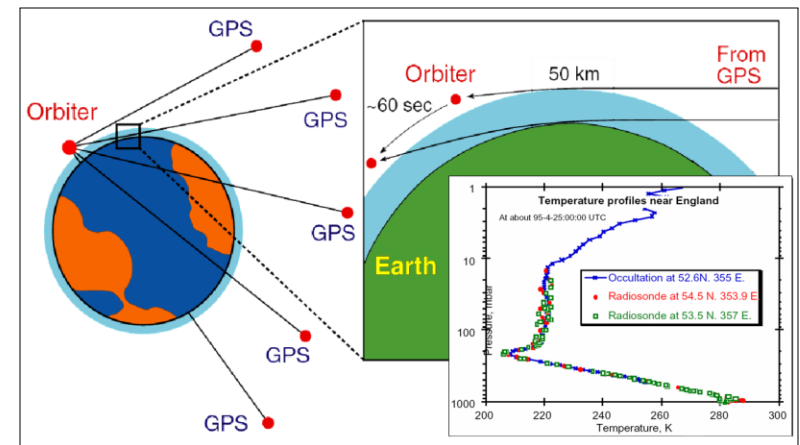 GPS
Orbiter
GPS
GPS
GPS
GPS
From
GPS
50 km
Orbiter
~60 sec
Earth
Temperature profiles near England
At about 95-4-25:00:00 UTC
Occultation at 52.6N. 355 E.
Radiosonde at 54.5 N. 353.9 E
Radiosonde at 53.5 N. 357 E.
Pressure, mbar
1
10
100
1000
200 220 240 260 280 300
Temperature, K